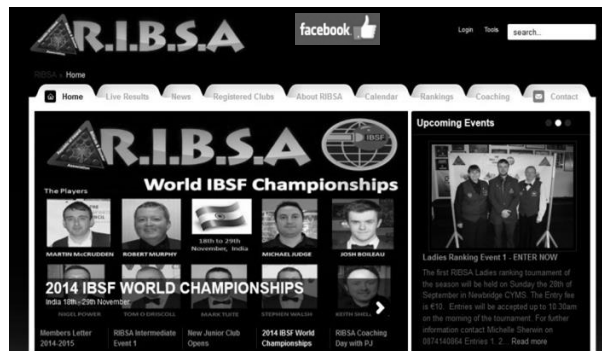 R.I.B.S.A
facebook
Login Tools search..
RIBSA » Home
Home Live Results News Registered Clubs About RIBSA Calendar Rankings Coaching Contact
R.I.B.S.A
IBSF
World IBSF Championships
The Players
18th to 29th
November, India
MARTIN McCRUDDEN ROBERT MURPHY MICHAEL JUDGE JOSH BOILEAU
2014 IBSF WORLD CHAMPIONSHIPS
India 18th - 29th November
NIGEL POWER TOM O DRISCOLL MARK TUITE STEPHEN WALSH KEITH
Members Letter
2014-2015
RIBSA Intermediate
Event 1
New Junior Club
Opens
2014 IBSF World
Championships
RIBSA Coaching
Day with PJ
Upcoming Events
Ladies Ranking Event 1 - ENTER NOW
The first RIBSA Ladies ranking tournament of
the season will be held on Sunday the 28th of
September in Newbridge CYMS. The Entry fee
is €10. Entries will be accepted up to 10.30am
on the morning of the tournament. For further
information contact Michelle Sherwin on
0874140864 Entries 1. 2... Read more